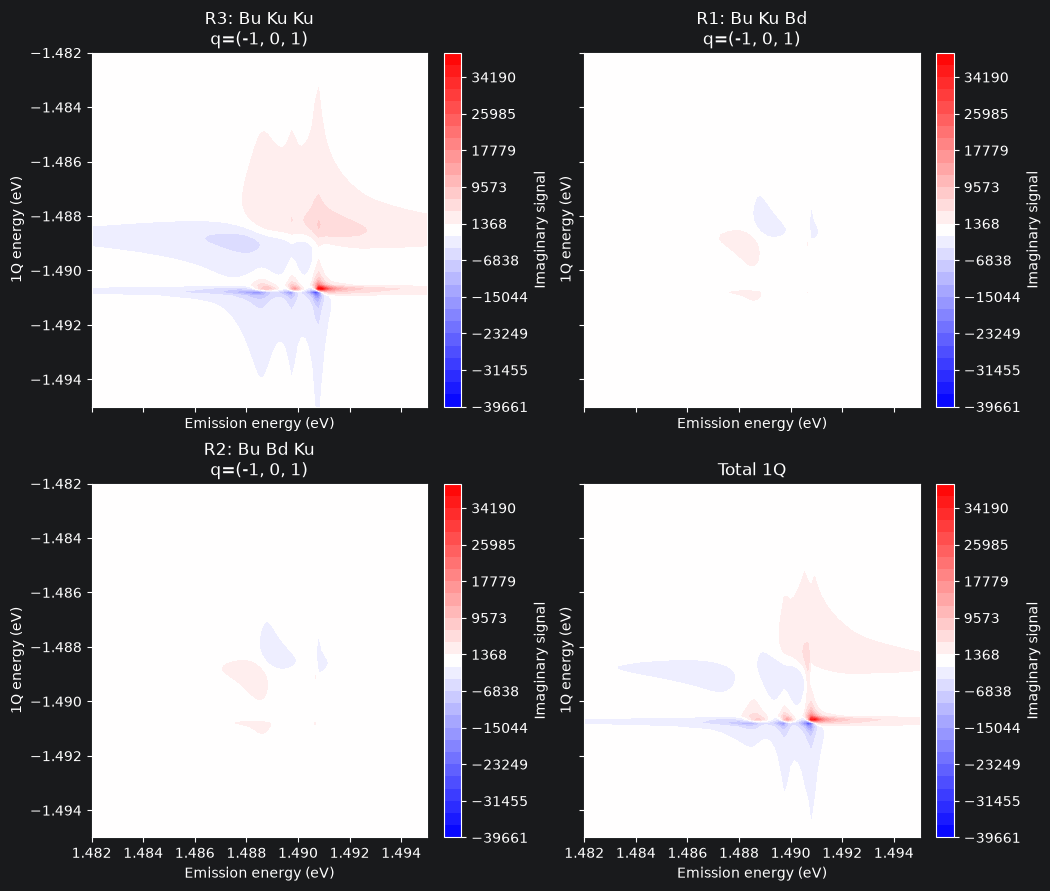 R3: Bu Ku Ku
q=(-1, 0, 1)
−1.482
−1.484
−1.486
−1.488
−1.490
−1.492
−1.494
1Q energy (eV)
Emission energy (eV)
34190
25985
17779
9573
1368
−6838
−15044
−23249
−31455
−39661
Imaginary signal
R1: Bu Ku Bd
q=(-1, 0, 1)
1Q energy (eV)
Emission energy (eV)
34190
25985
17779
9573
1368
−6838
−15044
−23249
−31455
−39661
Imaginary signal
R2: Bu Bd Ku
q=(-1, 0, 1)
−1.482
−1.484
−1.486
−1.488
−1.490
−1.492
−1.494
1Q energy (eV)
1.482 1.484 1.486 1.488 1.490 1.492 1.494
Emission energy (eV)
34190
25985
17779
9573
1368
−6838
−15044
−23249
−31455
−39661
Imaginary signal
Total 1Q
1Q energy (eV)
1.482 1.484 1.486 1.488 1.490 1.492 1.494
Emission energy (eV)
34190
25985
17779
9573
1368
−6838
−15044
−23249
−31455
−39661
Imaginary signal